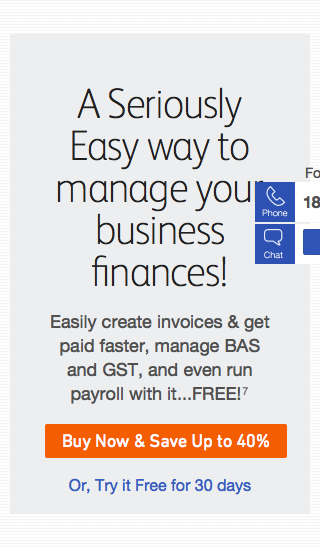 A Seriously
Easy way to
manage your
business
finances!
Fo
Phone
18
Chat
Easily create invoices & get
paid faster, manage BAS
and GST, and even run
payroll with it...FREE!⁷
Buy Now & Save Up to 40%
Or, Try it Free for 30 days